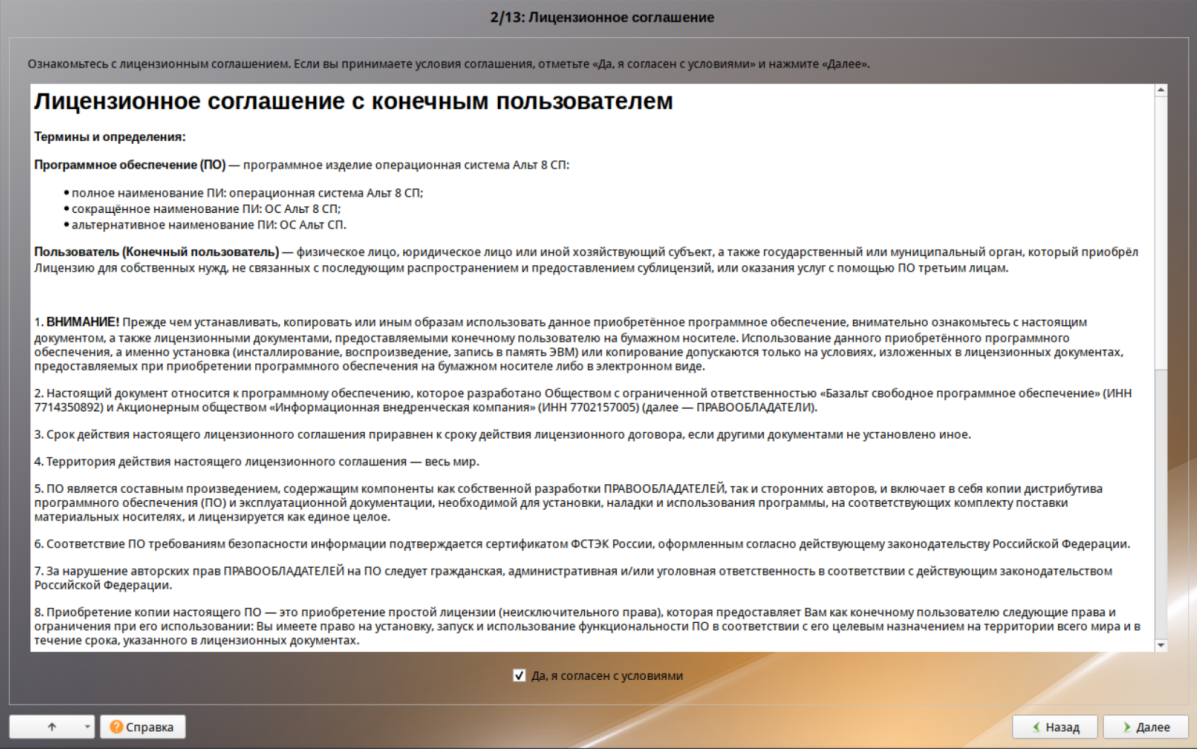 2/13: Лицензионное соглашение
Ознакомьтесь с лицензионным соглашением. Если вы принимаете условия соглашения, отметьте «Да, я согласен с условиями» и нажмите «Далее».
Лицензионное соглашение с конечным пользователем
Термины и определения:
Программное обеспечение (ПО) — программное изделие операционная система Альт 8 СП:
• полное наименование ПИ: операционная система Альт 8 СП;
• сокращённое наименование ПИ: ОС Альт 8 СП;
• альтернативное наименование ПИ: ОС Альт СП.
Пользователь (Конечный пользователь) — физическое лицо, юридическое лицо или иной хозяйствующий субъект, а также государственный или муниципальный орган, который приобрёл
Лицензию для собственных нужд, не связанных с последующим распространением и предоставлением сублицензий, или оказания услуг с помощью ПО третьим лицам.
1. ВНИМАНИЕ! Прежде чем устанавливать, копировать или иным образам использовать данное приобретённое программное обеспечение, внимательно ознакомьтесь с настоящим
документом, а также лицензионными документами, предоставляемыми конечному пользователю на бумажном носителе. Использование данного приобретённого программного
обеспечения, а именно установка (инсталлирование, воспроизведение, запись в память ЭВМ) или копирование допускаются только на условиях, изложенных в лицензионных документах,
предоставляемых при приобретении программного обеспечения на бумажном носителе либо в электронном виде.
2. Настоящий документ относится к программному обеспечению, которое разработано Обществом с ограниченной ответственностью «Базальт свободное программное обеспечение» (ИНН
7714350892) и Акционерным обществом «Информационная внедренческая компания» (ИНН 7702157005) (далее — ПРАВООБЛАДАТЕЛИ).
3. Срок действия настоящего лицензионного соглашения приравнен к сроку действия лицензионного договора, если другими документами не установлено иное.
4. Территория действия настоящего лицензионного соглашения — весь мир.
5. ПО является составным произведением, содержащим компоненты как собственной разработки ПРАВООБЛАДАТЕЛЕЙ, так и сторонних авторов, и включает в себя копии дистрибутива
программного обеспечения (ПО) и эксплуатационной документации, необходимой для установки, наладки и использования программы, на соответствующих комплекту поставки
материальных носителях, и лицензируется как единое целое.
6. Соответствие ПО требованиям безопасности информации подтверждается сертификатом ФСТЭК России, оформленным согласно действующему законодательству Российской Федерации.
7. За нарушение авторских прав ПРАВООБЛАДАТЕЛЕЙ на ПО следует гражданская, административная и/или уголовная ответственность в соответствии с действующим законодательством
Российской Федерации.
8. Приобретение копии настоящего ПО — это приобретение простой лицензии (неисключительного права), которая предоставляет Вам как конечному пользователю следующие права и
ограничения при его использовании: Вы имеете право на установку, запуск и использование функциональности ПО в соответствии с его целевым назначением на территории всего мира и в
течение срока, указанного в лицензионных документах.
Да, я согласен с условиями
Справка
Назад
Далее